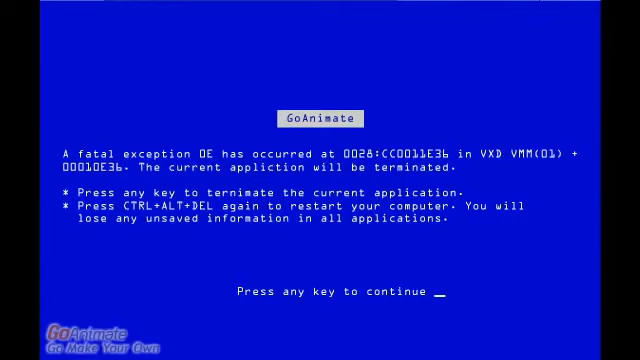 GoAnimate
A fatal exception 0E has occurred at 0028:CC0011E36 in VXD VMM(01) +
00010E36. The current appliction will be terminated.
* Press any key to ternimate the current application.
* Press CTRL+ALT+DEL again to restart your computer. You will
lose any unsaved information in all applications.
Press any key to continue _
GoAnimate
Go Make Your Own